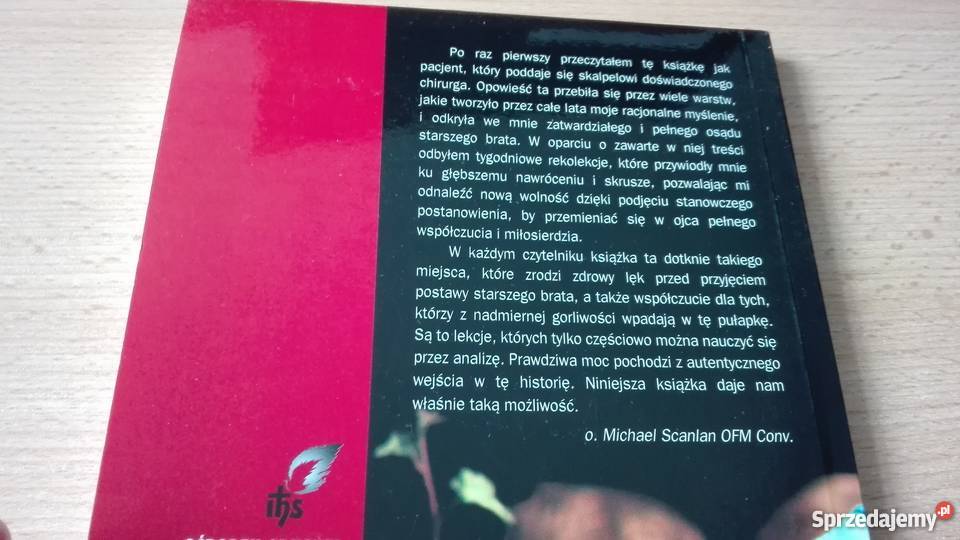 Po raz pierwszy przeczytałem tę książkę jak
pacjent, który poddaje się skalpelowi doświadczonego
chirurga. Opowieść ta przebiła się przez wiele warstw,
jakie tworzyło przez całe lata moje racjonalne myślenie,
i odkryła we mnie zatwardziałego i pełnego osądu
starszego brata. W oparciu o zawarte w niej treści
odbyłem tygodniowe rekolekcje, które przywiodły mnie
ku głębszemu nawróceniu i skrusze, pozwalając mi
odnaleźć nową wolność dzięki podjęciu stanowczego
postanowienia, by przemieniać się w ojca pełnego
współczucia i miłosierdzia.
W każdym czytelniku książka ta dotknie takiego
miejsca, które zrodzi zdrowy lęk przed przyjęciem
postawy starszego brata, a także współczucie dla tych,
którzy z nadmiernej gorliwości wpadają w tę pułapkę.
Są to lekcje, których tylko częściowo można nauczyć się
przez analizę. Prawdziwa moc pochodzi z autentycznego
wejścia w tę historię. Niniejsza książka daje nam
właśnie taką możliwość.
o. Michael Scanlan OFM Conv.
ihs
Sprzedajemy.pl